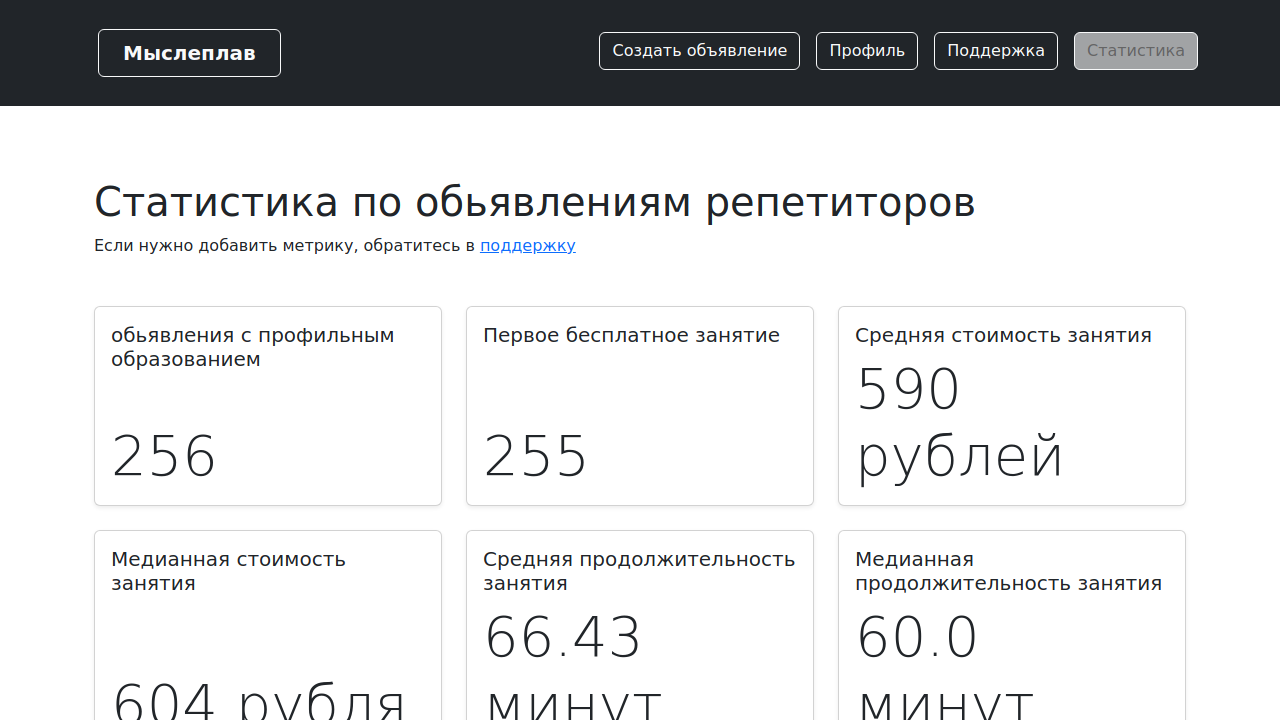 Мыслеплав
Создать объявление
Профиль
Поддержка
Статистика
Статистика по обьявлениям репетиторов
Если нужно добавить метрику, обратитесь в поддержку
обьявления с профильным
образованием
256
Первое бесплатное занятие
255
Средняя стоимость занятия
590
рублей
Медианная стоимость
занятия
604 рубля
Средняя продолжительность
занятия
66.43
минут
Медианная
продолжительность занятия
60.0
минут